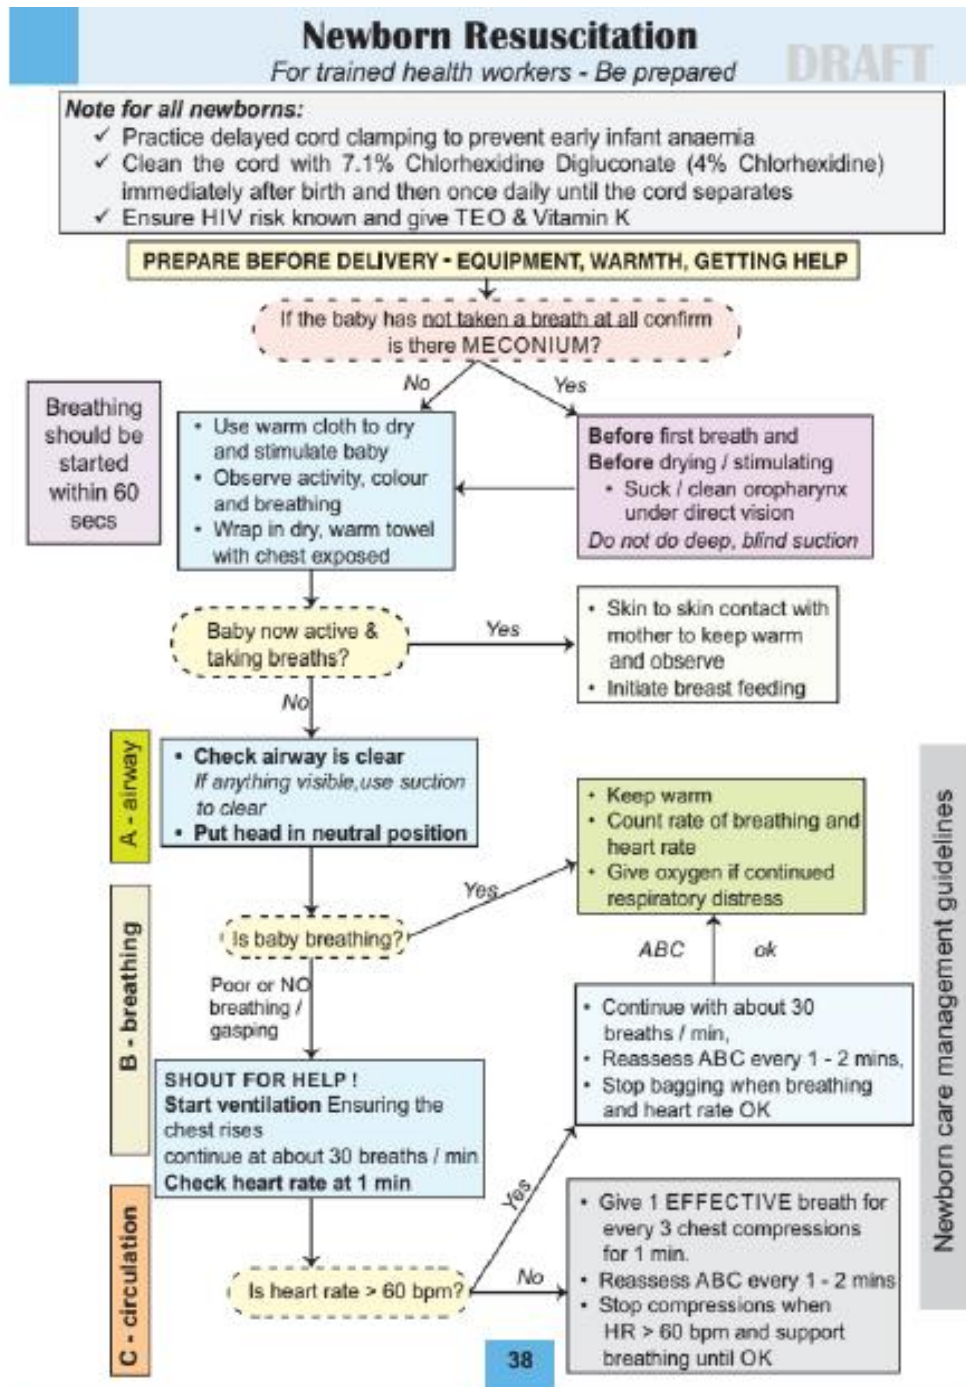 Newborn Resuscitation
For trained health workers - Be prepared
DRAFT
Note for all newborns:
✓ Practice delayed cord clamping to prevent early infant anaemia
✓ Clean the cord with 7.1% Chlorhexidine Digluconate (4% Chlorhexidine)
immediately after birth and then once daily until the cord separates
✓ Ensure HIV risk known and give TEO & Vitamin K
PREPARE BEFORE DELIVERY - EQUIPMENT, WARMTH, GETTING HELP
If the baby has not taken a breath at all confirm
is there MECONIUM?
No
Yes
Breathing
should be
started
within 60
secs
• Use warm cloth to dry
and stimulate baby
• Observe activity, colour
and breathing
• Wrap in dry, warm towel
with chest exposed
Before first breath and
Before drying / stimulating
• Suck / clean oropharynx
under direct vision
Do not do deep, blind suction
Baby now active &
taking breaths?
Yes
• Skin to skin contact with
mother to keep warm
and observe
• Initiate breast feeding
No
A - airway
• Check airway is clear
If anything visible,use suction
to clear
• Put head in neutral position
• Keep warm
• Count rate of breathing and
heart rate
• Give oxygen if continued
respiratory distress
Yes
Is baby breathing?
ABC ok
B - breathing
Poor or NO
breathing /
gasping
• Continue with about 30
breaths / min,
• Reassess ABC every 1 - 2 mins,
• Stop bagging when breathing
and heart rate OK
SHOUT FOR HELP !
Start ventilation Ensuring the
chest rises
continue at about 30 breaths / min
Check heart rate at 1 min
Yes
C - circulation
Is heart rate > 60 bpm?
No
• Give 1 EFFECTIVE breath for
every 3 chest compressions
for 1 min.
• Reassess ABC every 1 - 2 mins
• Stop compressions when
HR > 60 bpm and support
breathing until OK
Newborn care management guidelines
38